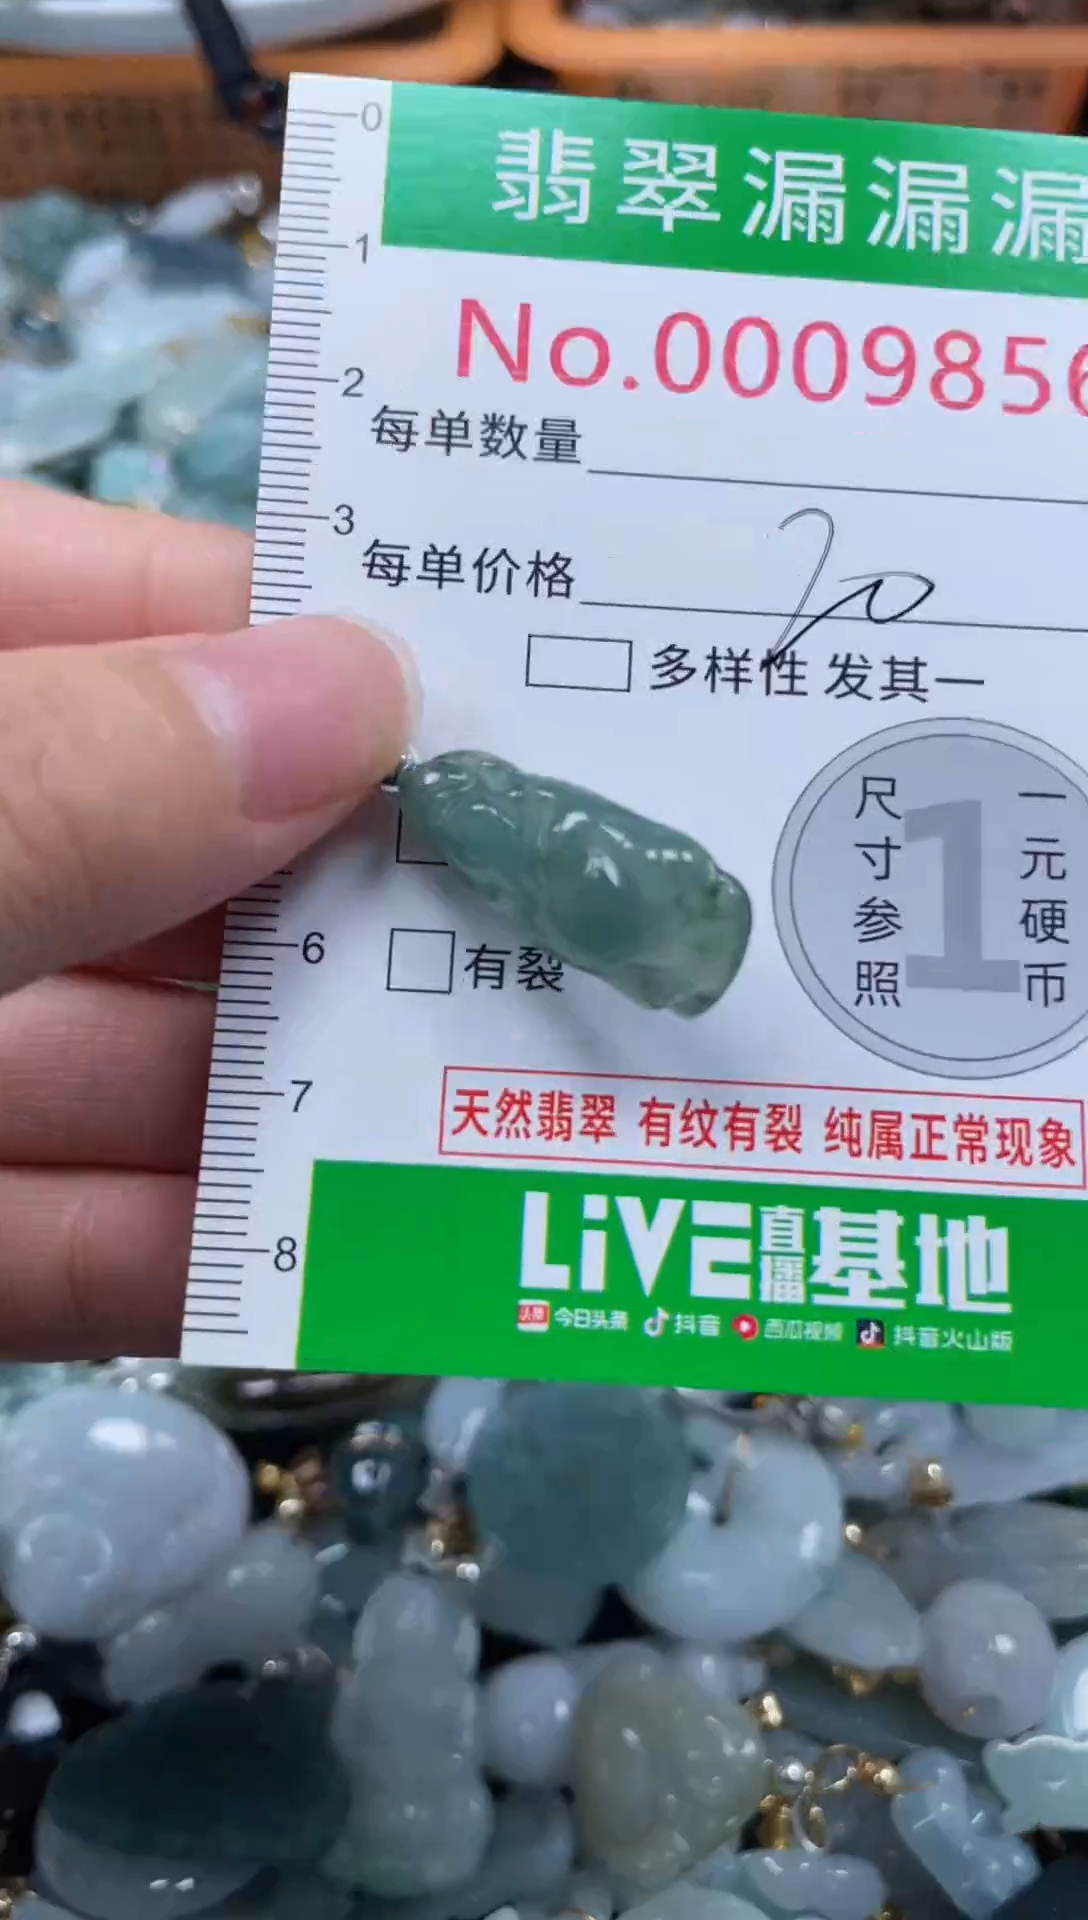 0
翡翠漏漏漏
1
No.000985
2
每单数量
3
每单价格 20
多样性 发其一
尺寸参照 1 一元硬币
6
有裂
7
天然翡翠 有纹有裂 纯属正常现象
8
LiVE直播基地
头条 今日头条 抖音 西瓜视频 抖音火山版